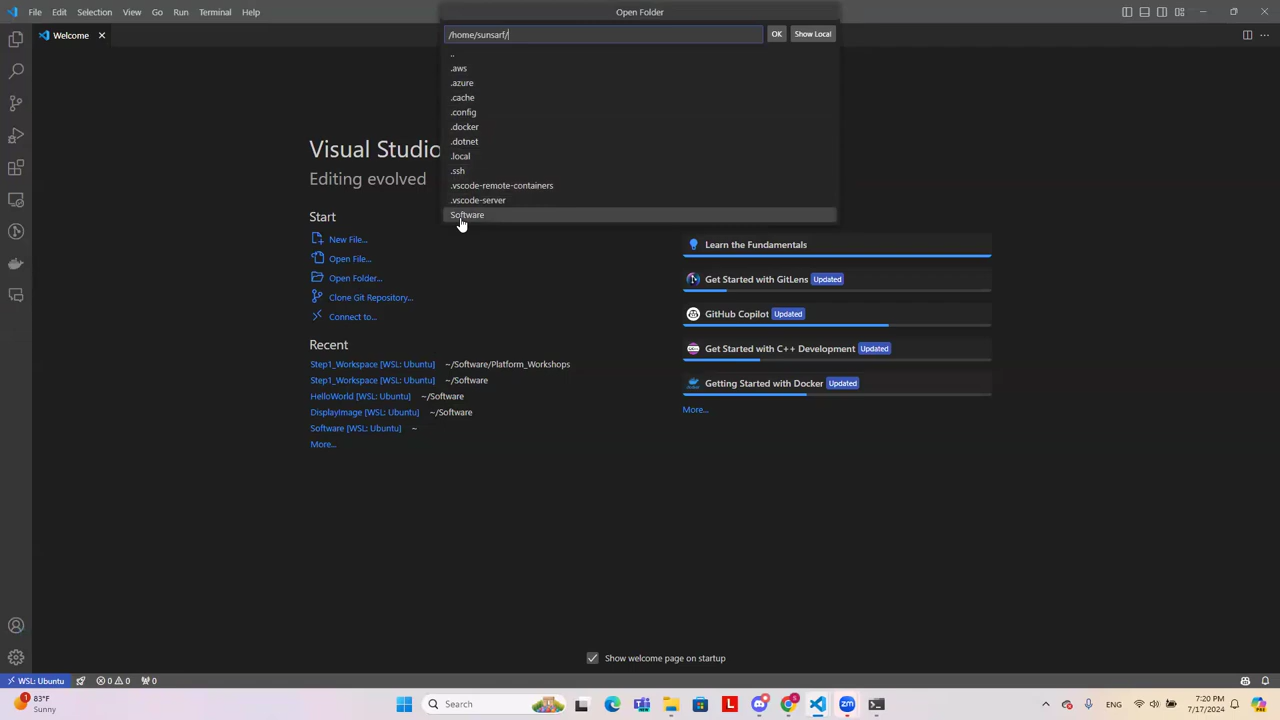 File Edit Selection View Go Run Terminal Help
Open Folder
Welcome
/home/sunsarf/
OK
Show Local
..
.aws
.azure
.cache
.config
.docker
.dotnet
.local
.ssh
.vscode-remote-containers
.vscode-server
Software
Visual Studio
Editing evolved
Start
New File...
Open File...
Open Folder...
Clone Git Repository...
Connect to...
Recent
Step1_Workspace [WSL: Ubuntu] ~/Software/Platform_Workshops
Step1_Workspace [WSL: Ubuntu] ~/Software
HelloWorld [WSL: Ubuntu] ~/Software
DisplayImage [WSL: Ubuntu] ~/Software
Software [WSL: Ubuntu] ~
More...
Learn the Fundamentals
Get Started with GitLens Updated
GitHub Copilot Updated
Get Started with C++ Development Updated
Getting Started with Docker Updated
More...
Show welcome page on startup
WSL: Ubuntu 0 0 0
83°F
Sunny
Search
ENG
7:20 PM
7/17/2024